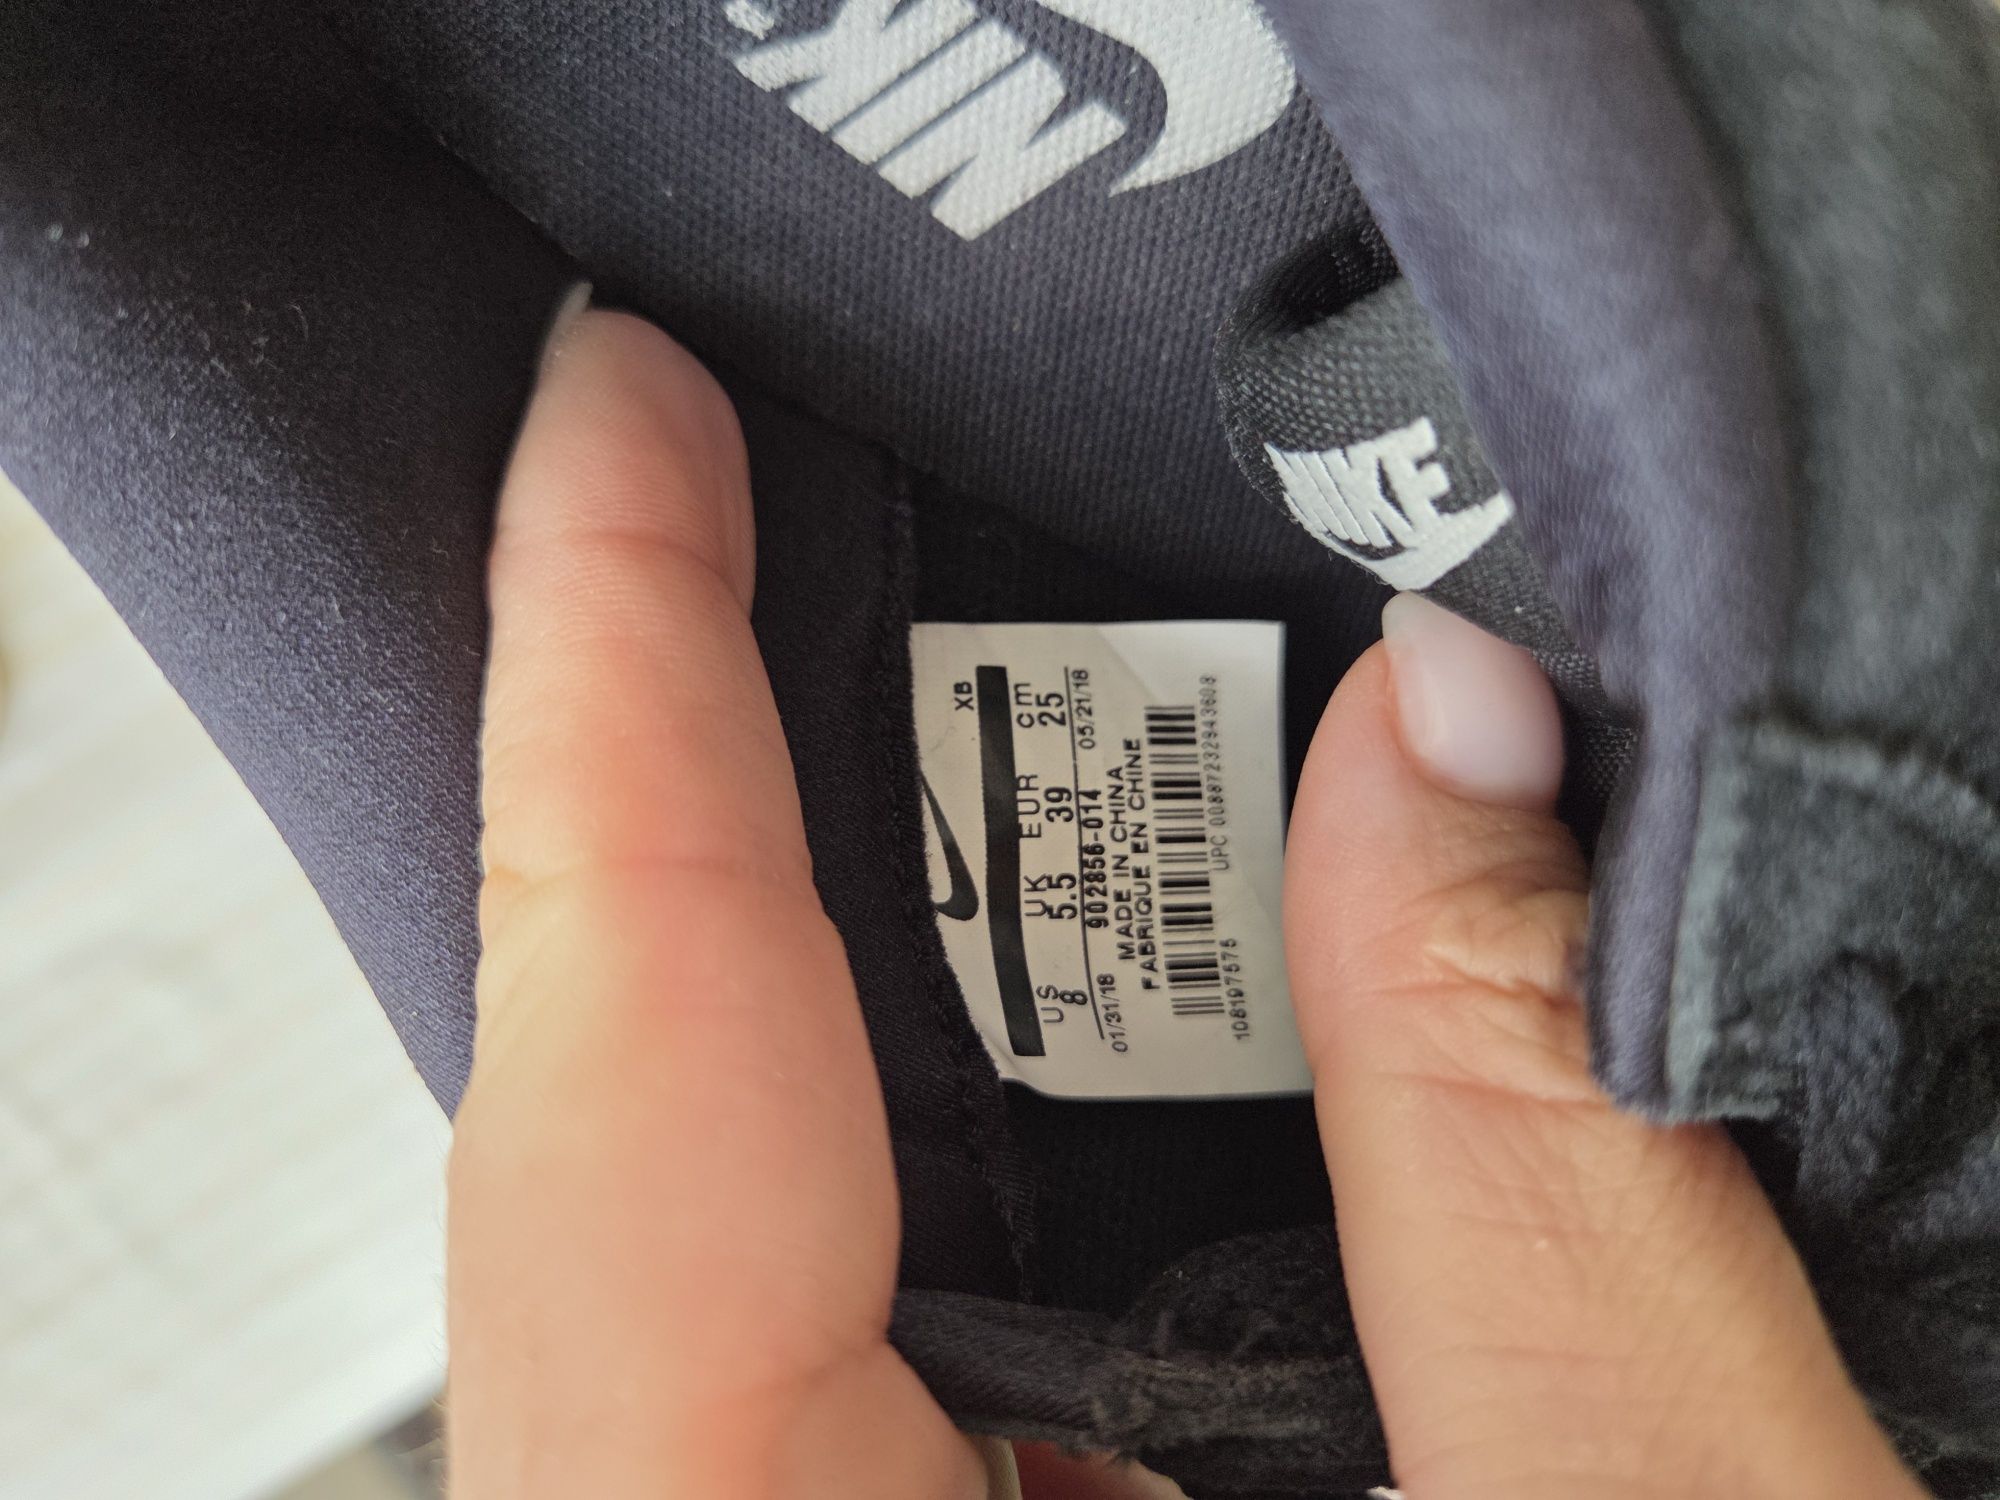 NIK
NIKE
XB
US UK EUR cm
8 5.5 39 25
01/31/18 902856-014 05/21/18
MADE IN CHINA
FABRIQUE EN CHINE
108197575 UPC 00887232943608